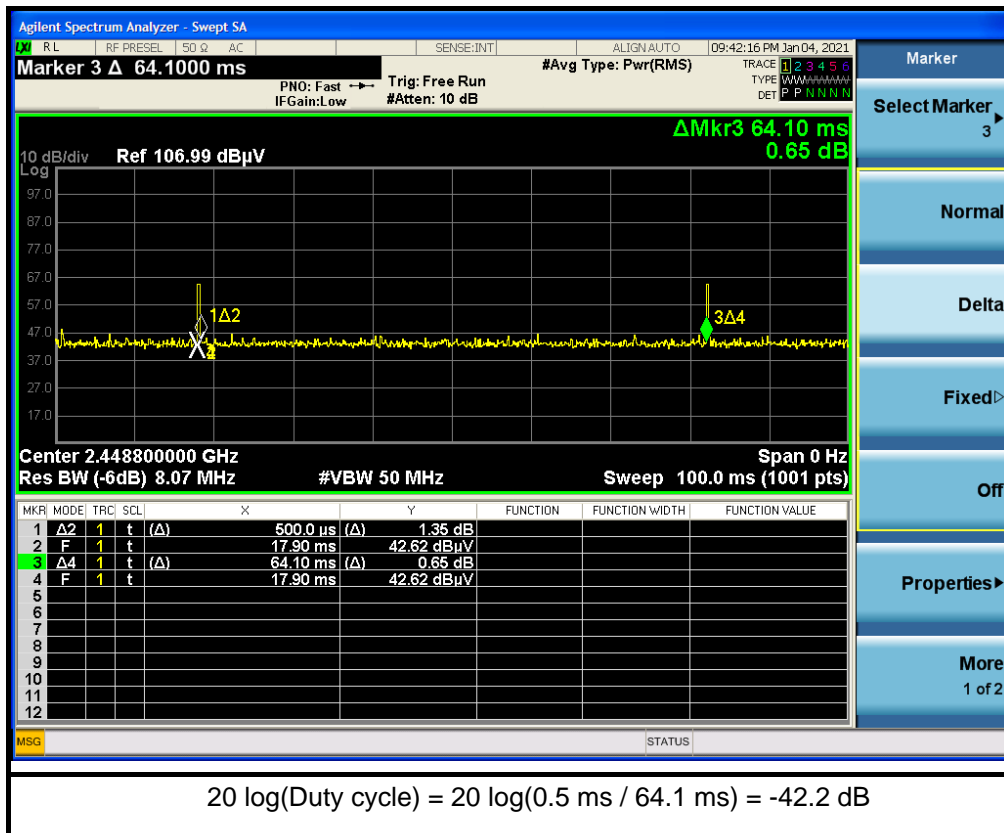 Agilent Spectrum Analyzer - Swept SA
LXI RL RF PRESEL 50 Ω AC SENSE:INT ALIGN AUTO 09:42:16 PM Jan 04, 2021
Marker 3 Δ 64.1000 ms
PNO: Fast
IFGain:Low
Trig: Free Run
#Atten: 10 dB
#Avg Type: Pwr(RMS)
TRACE 1 2 3 4 5 6
TYPE WWWWWW
DET P P N N N N
ΔMkr3 64.10 ms
0.65 dB
10 dB/div Ref 106.99 dBµV
Log
97.0
87.0
77.0
67.0
57.0
47.0
37.0
27.0
17.0
1Δ2
3Δ4
Center 2.448800000 GHz Span 0 Hz
Res BW (-6dB) 8.07 MHz #VBW 50 MHz Sweep 100.0 ms (1001 pts)
MKR MODE TRC SCL X Y FUNCTION FUNCTION WIDTH FUNCTION VALUE
1 Δ2 1 t (Δ) 500.0 µs (Δ) 1.35 dB
2 F 1 t 17.90 ms 42.62 dBµV
3 Δ4 1 t (Δ) 64.10 ms (Δ) 0.65 dB
4 F 1 t 17.90 ms 42.62 dBµV
5
6
7
8
9
10
11
12
MSG STATUS
Marker
Select Marker
3
Normal
Delta
Fixed
Off
Properties
More
1 of 2
20 log(Duty cycle) = 20 log(0.5 ms / 64.1 ms) = -42.2 dB